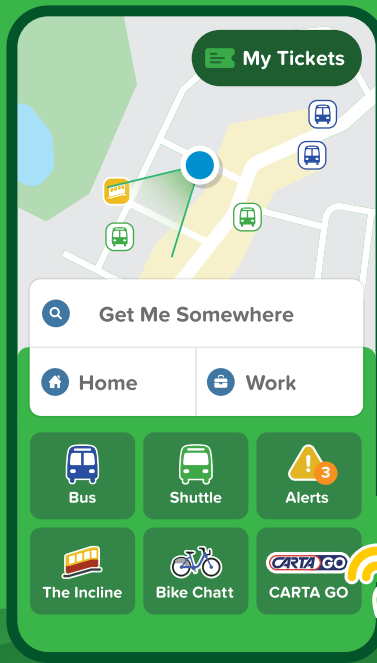 My Tickets
Get Me Somewhere
Home
Work
Bus
Shuttle
Alerts
3
The Incline
Bike Chatt
CARTA GO
CARTA GO